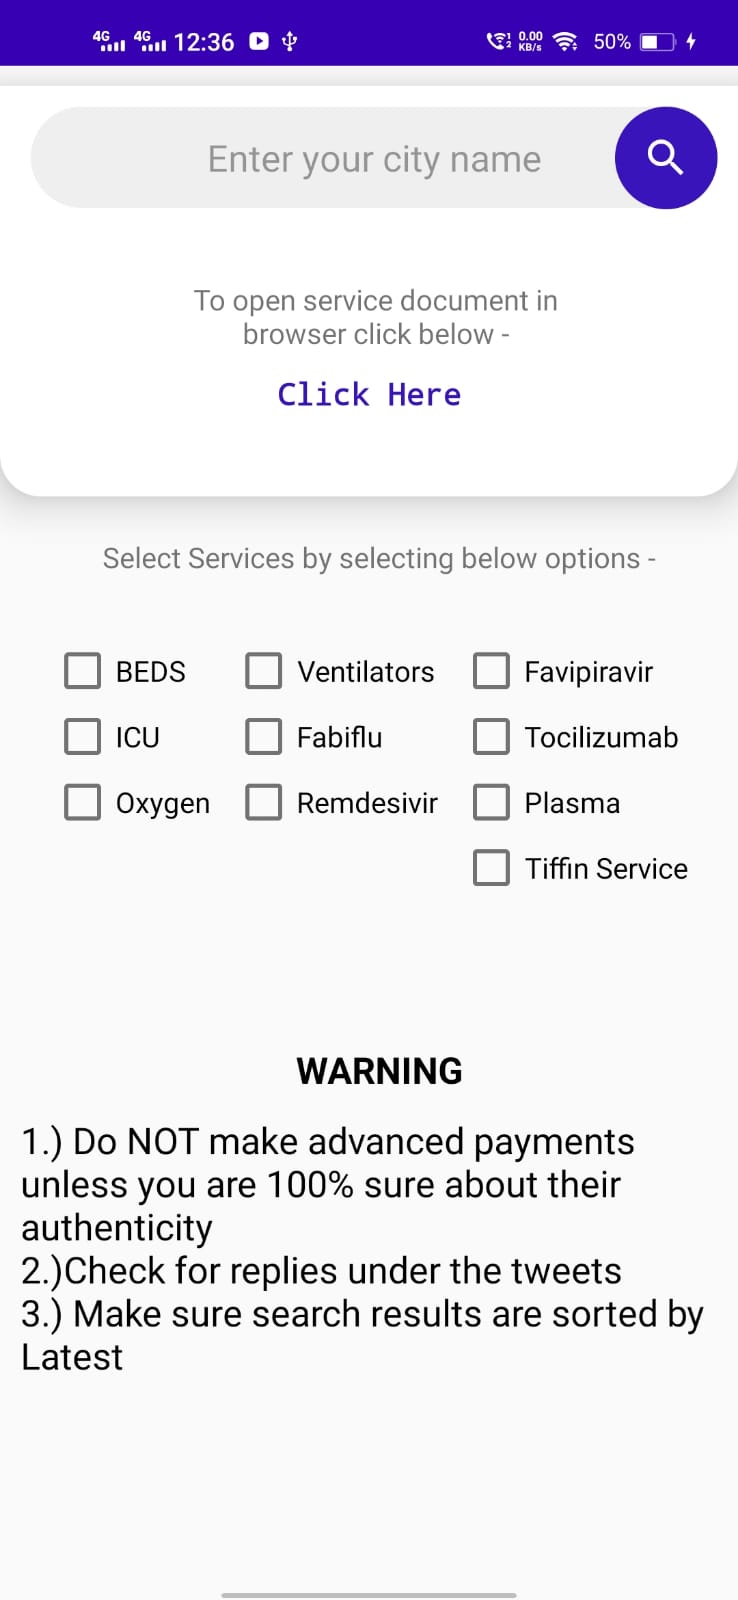 4G 4G 12:36 0.00 KB/s 50%
Enter your city name
To open service document in
browser click below -
Click Here
Select Services by selecting below options -
BEDS Ventilators Favipiravir
ICU Fabiflu Tocilizumab
Oxygen Remdesivir Plasma
Tiffin Service
WARNING
1.) Do NOT make advanced payments
unless you are 100% sure about their
authenticity
2.)Check for replies under the tweets
3.) Make sure search results are sorted by
Latest